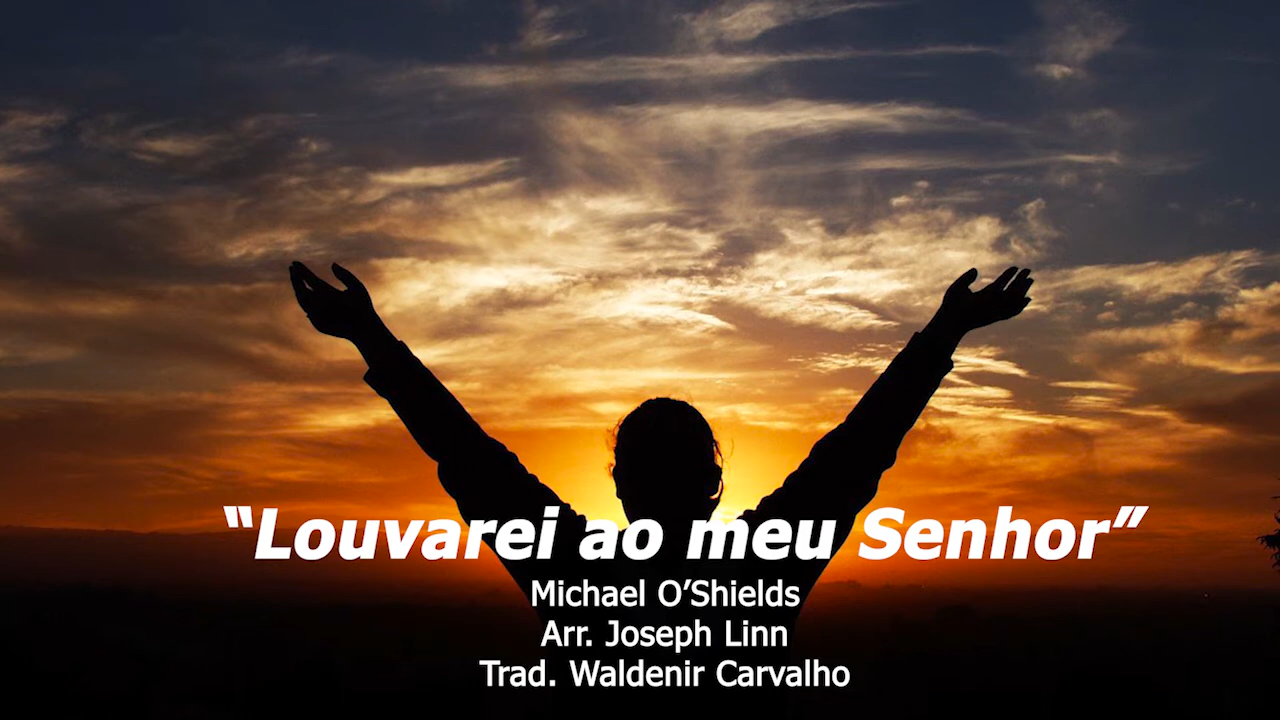 “Louvarei ao meu Senhor”
Michael O’Shields
Arr. Joseph Linn
Trad. Waldenir Carvalho